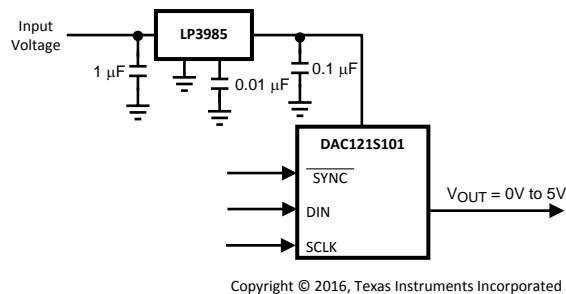 Input
Voltage
LP3985
1 μF
0.01 μF
0.1 μF
DAC121S101
SYNC
DIN
SCLK
VOUT = 0V to 5V
Copyright © 2016, Texas Instruments Incorporated